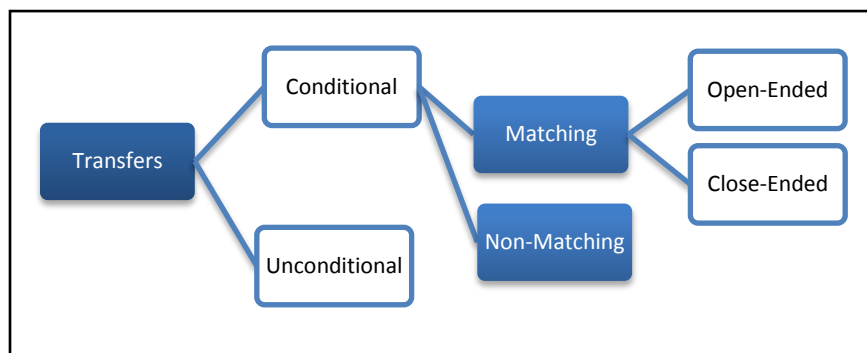 Transfers
Conditional
Unconditional
Matching
Non-Matching
Open-Ended
Close-Ended